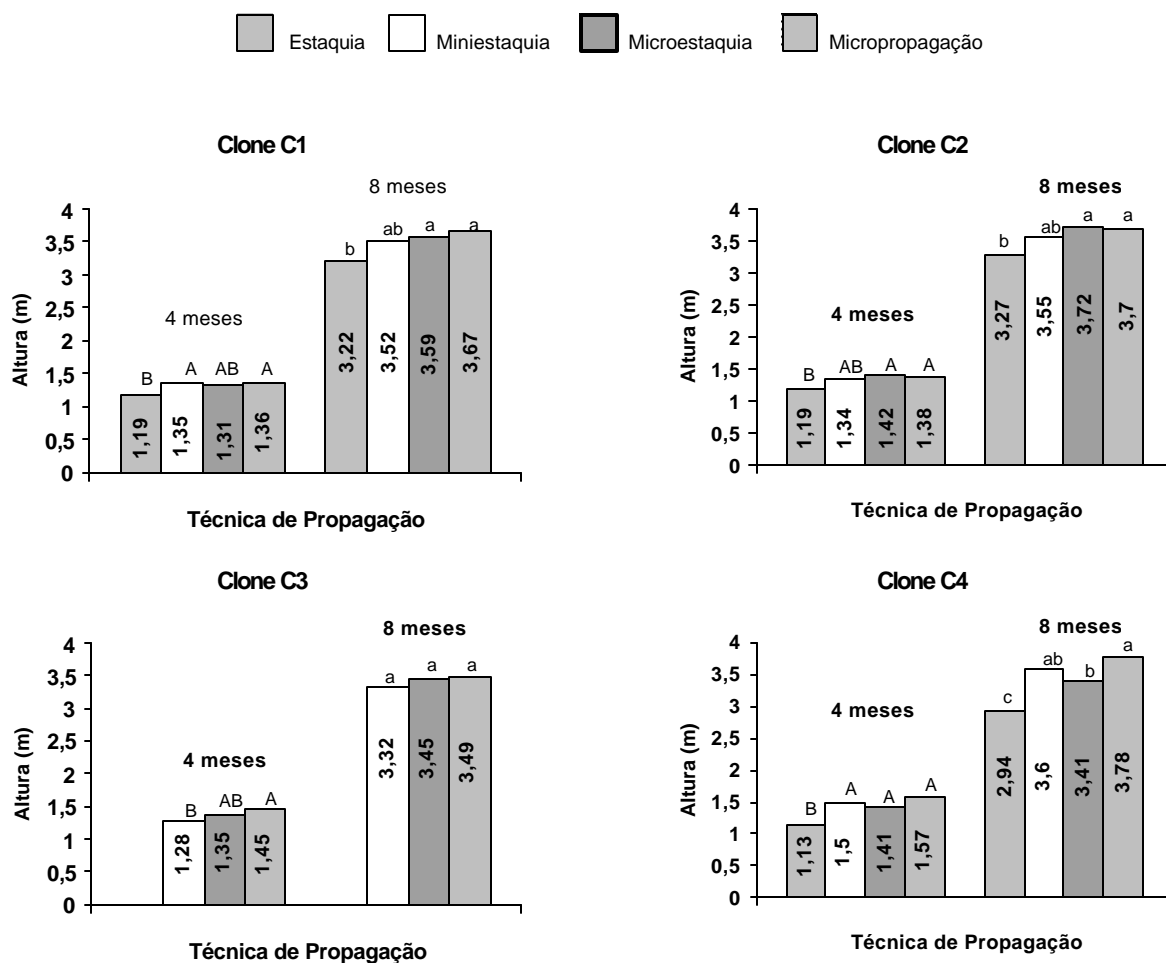 Estaquia Miniestaquia Microestaquia Micropropagação
Clone C1
8 meses
4 meses
Altura (m)
4
3,5
3
2,5
2
1,5
1
0,5
0
B A AB A
b ab a a
1,19 1,35 1,31 1,36
3,22 3,52 3,59 3,67
Técnica de Propagação
Clone C2
8 meses
4 meses
Altura (m)
4
3,5
3
2,5
2
1,5
1
0,5
0
B AB A A
b ab a a
1,19 1,34 1,42 1,38
3,27 3,55 3,72 3,7
Técnica de Propagação
Clone C3
8 meses
4 meses
Altura (m)
4
3,5
3
2,5
2
1,5
1
0,5
0
B AB A
a a a
1,28 1,35 1,45
3,32 3,45 3,49
Técnica de Propagação
Clone C4
8 meses
4 meses
Altura (m)
4
3,5
3
2,5
2
1,5
1
0,5
0
B A A A
c ab b a
1,13 1,5 1,41 1,57
2,94 3,6 3,41 3,78
Técnica de Propagação